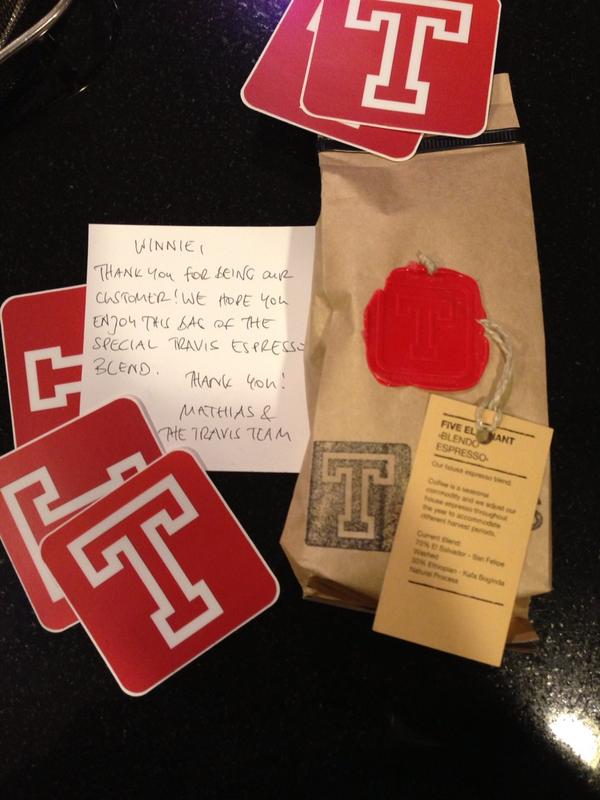 T
WINNIE,
THANK YOU FOR BEING OUR
CUSTOMER! WE HOPE YOU
ENJOY THIS BAG OF THE
SPECIAL TRAVIS ESPRESSO
BLEND.
THANK YOU!
MATHIAS &
THE TRAVIS TEAM
T
T
FIVE ELEPHANT
›BLENDO
ESPRESSO‹
Our house espresso blend.
Coffee is a seasonal
commodity and we adjust our
house espresso throughout
the year to accommodate
different harvest periods.
Current Blend:
70% El Salvador - San Felipe
Washed
30% Ethiopian - Kafa Boginda
Natural Process
T
T
T
T